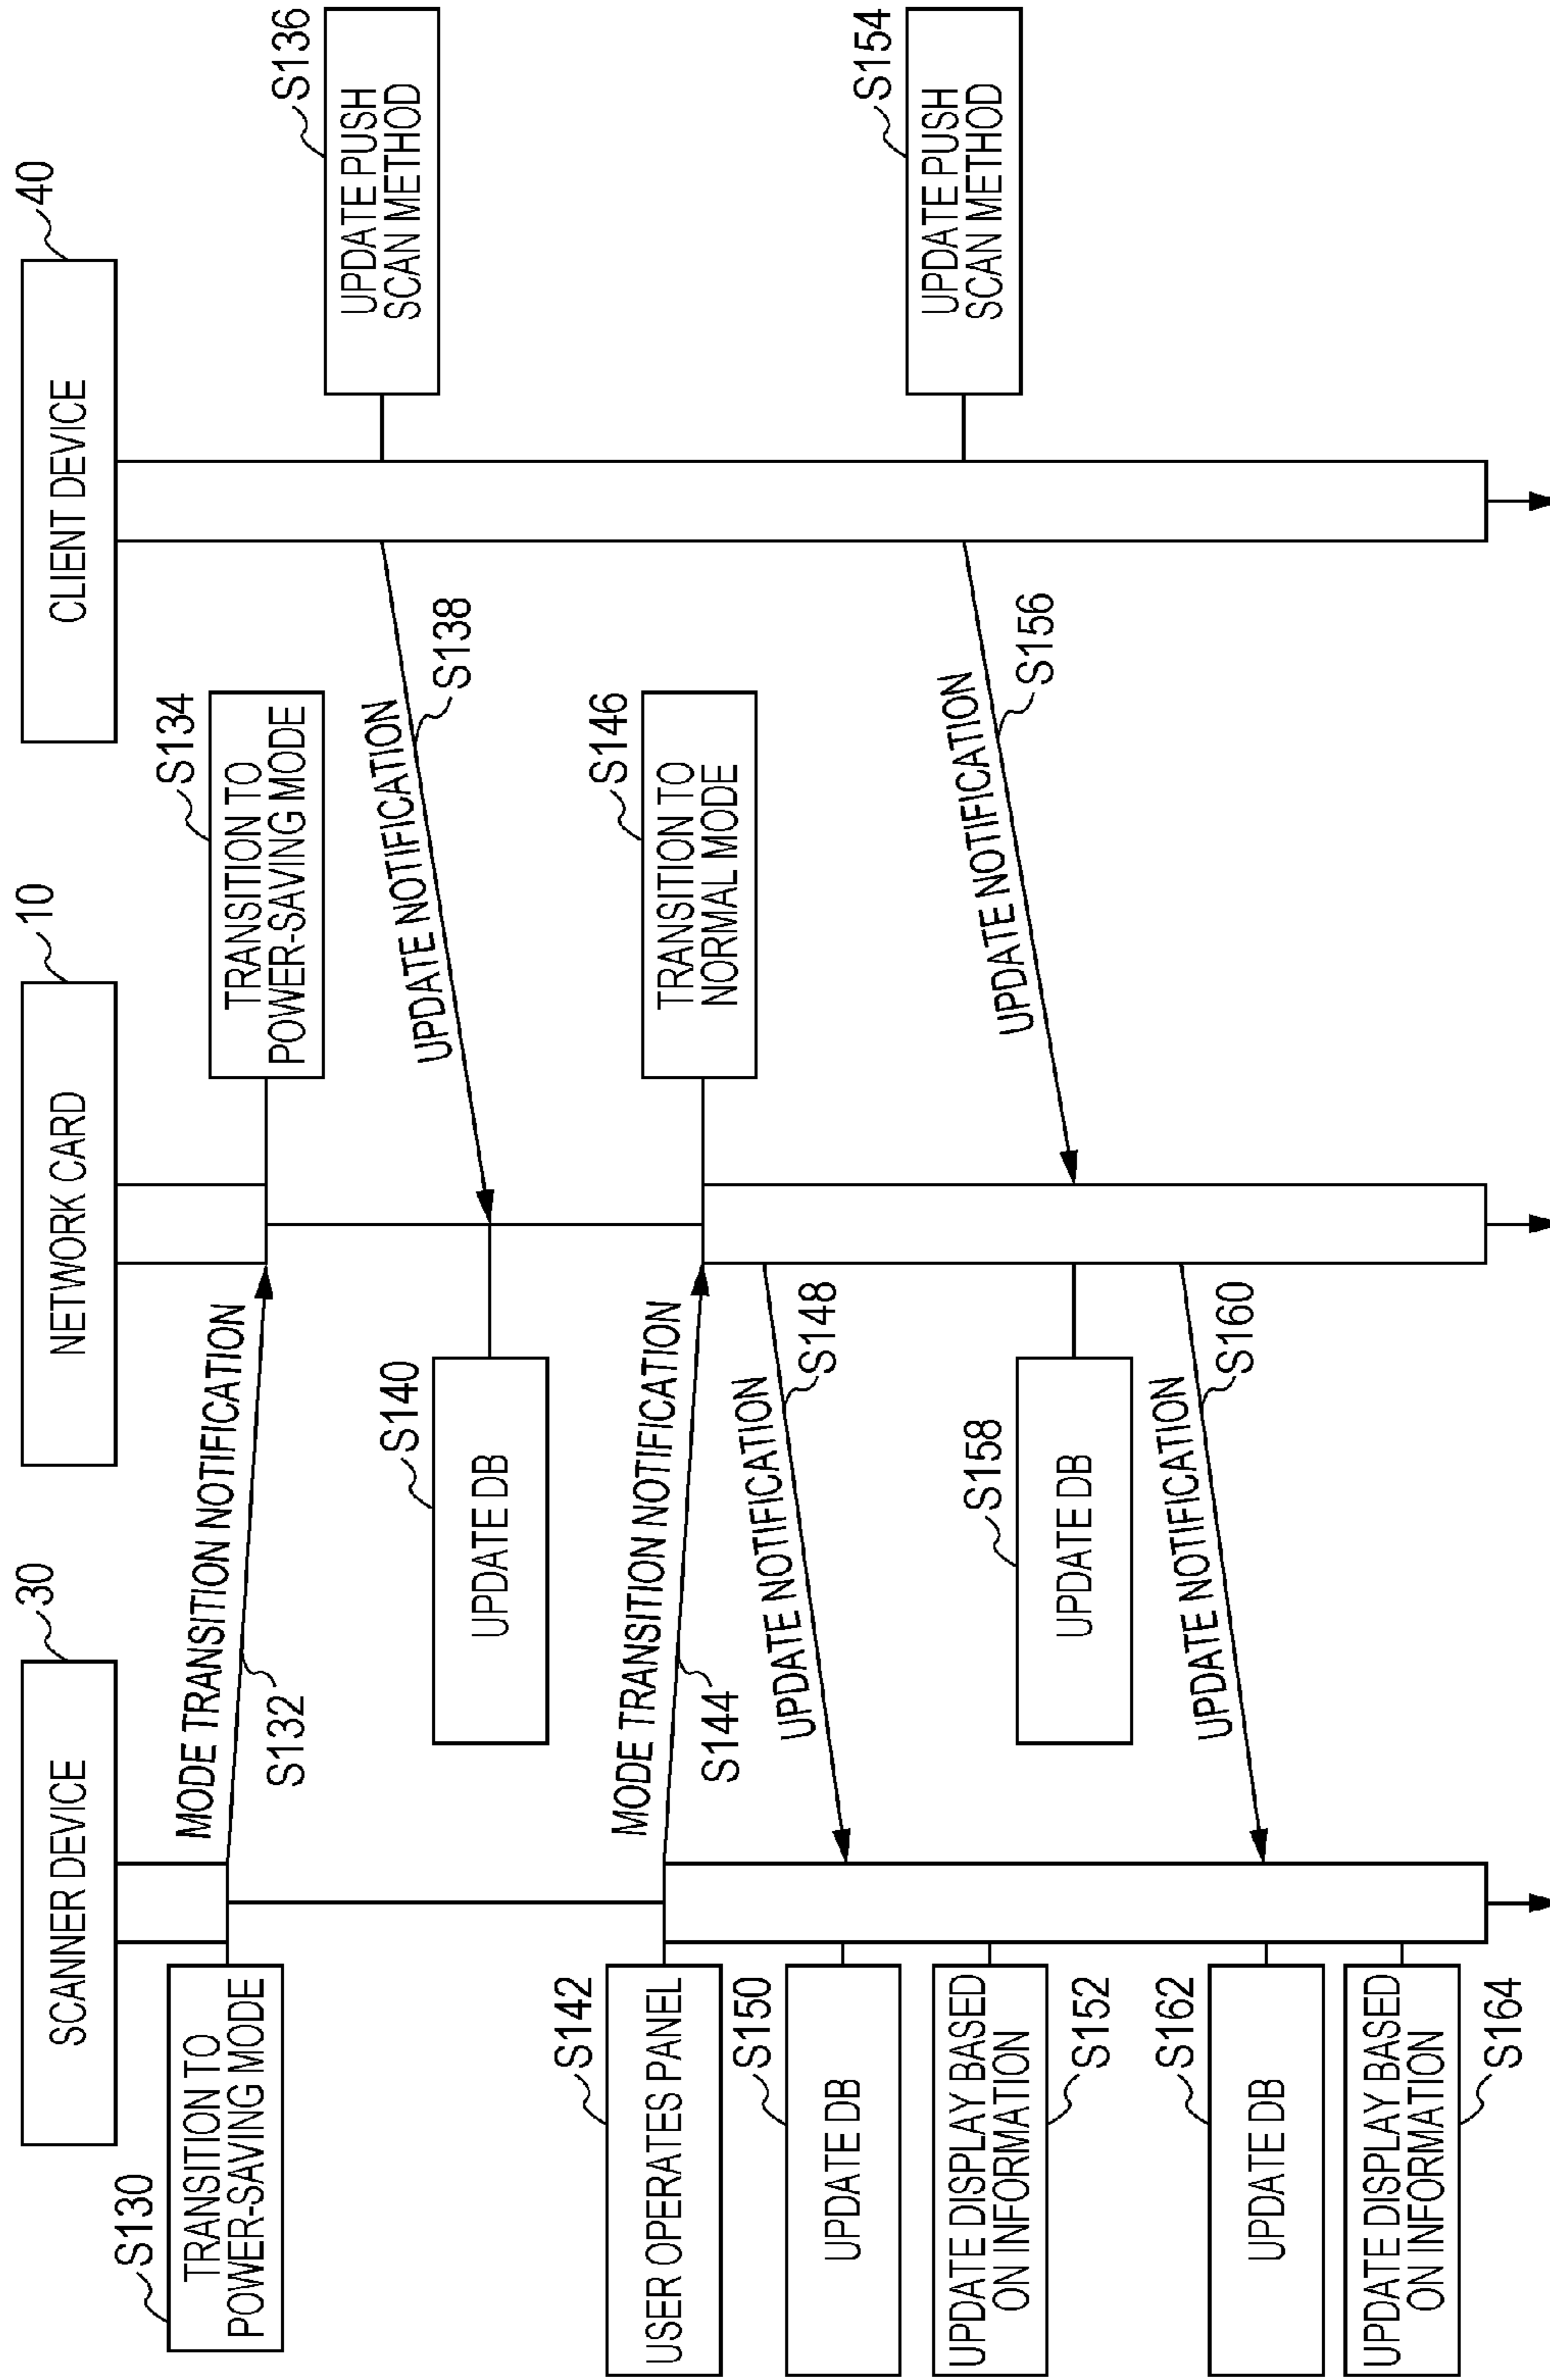 SCANNER DEVICE
30
NETWORK CARD
10
CLIENT DEVICE
40
S130
TRANSITION TO
POWER-SAVING MODE
MODE TRANSITION NOTIFICATION
S132
S134
TRANSITION TO
POWER-SAVING MODE
S136
UPDATE PUSH
SCAN METHOD
UPDATE NOTIFICATION
S138
S140
UPDATE DB
S142
USER OPERATES PANEL
MODE TRANSITION NOTIFICATION
S144
S146
TRANSITION TO
NORMAL MODE
UPDATE NOTIFICATION
S148
S150
UPDATE DB
UPDATE DISPLAY BASED
ON INFORMATION
S152
S154
UPDATE PUSH
SCAN METHOD
UPDATE NOTIFICATION
S156
S158
UPDATE DB
UPDATE NOTIFICATION
S160
S162
UPDATE DB
UPDATE DISPLAY BASED
ON INFORMATION
S164